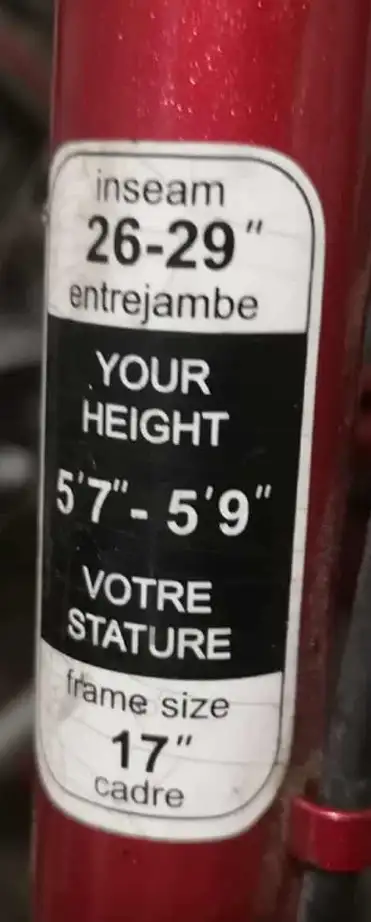 inseam
26-29"
entrejambe
YOUR
HEIGHT
5'7"- 5'9"
VOTRE
STATURE
frame size
17"
cadre